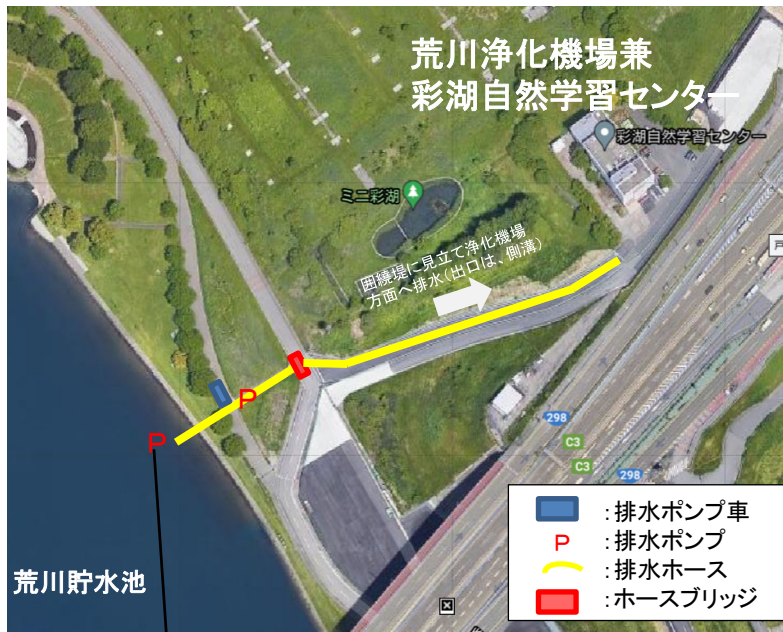 荒川浄化機場兼
彩湖自然学習センター
彩湖自然学習センター
ミニ彩湖
囲繞堤に見立て浄化機場
方面へ排水(出口は、側溝)
戸
P
P
298
C3
C3
298
荒川貯水池
:排水ポンプ車
P :排水ポンプ
:排水ホース
:ホースブリッジ